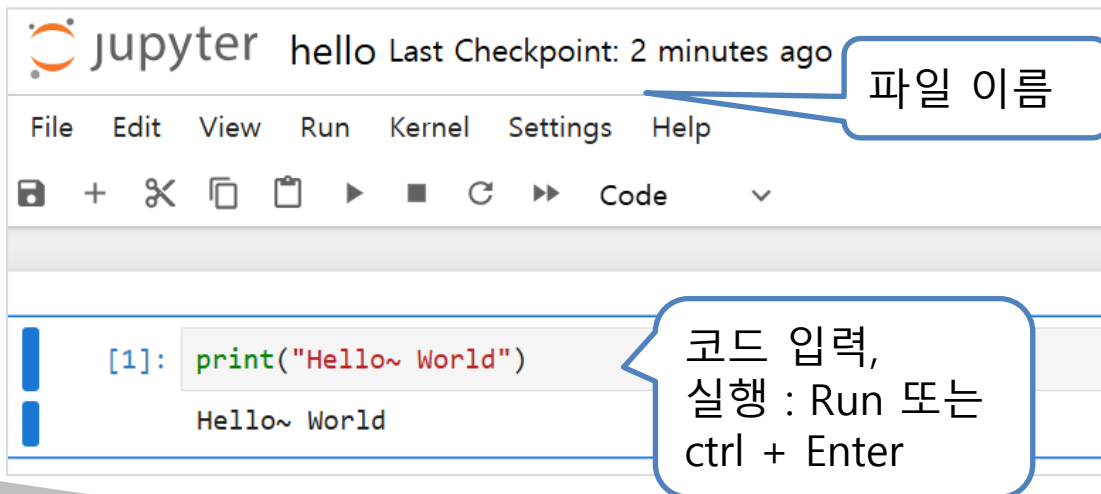 jupyter hello Last Checkpoint: 2 minutes ago
파일 이름
File Edit View Run Kernel Settings Help
Code
[1]: print("Hello~ World")
Hello~ World
코드 입력,
실행 : Run 또는
ctrl + Enter